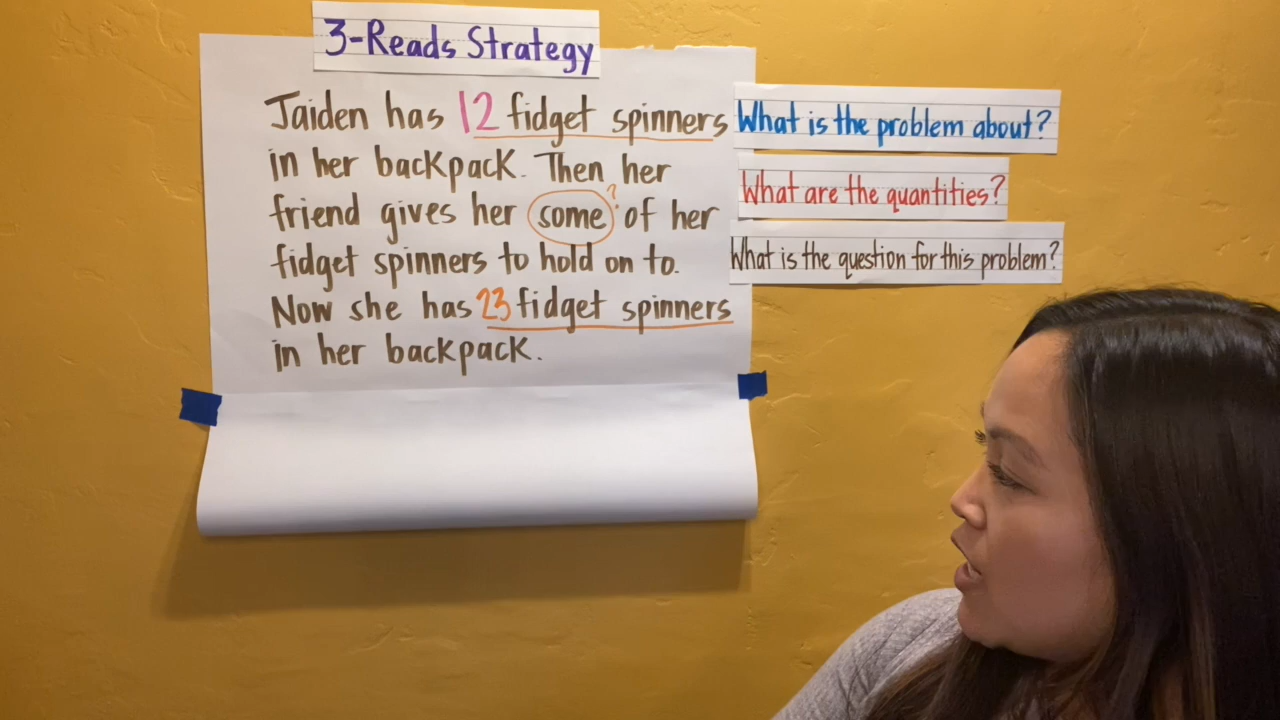 3-Reads Strategy
Jaiden has 12 fidget spinners
in her backpack. Then her
friend gives her some? of her
fidget spinners to hold on to.
Now she has 23 fidget spinners
in her backpack.
What is the problem about?
What are the quantities?
What is the question for this problem?